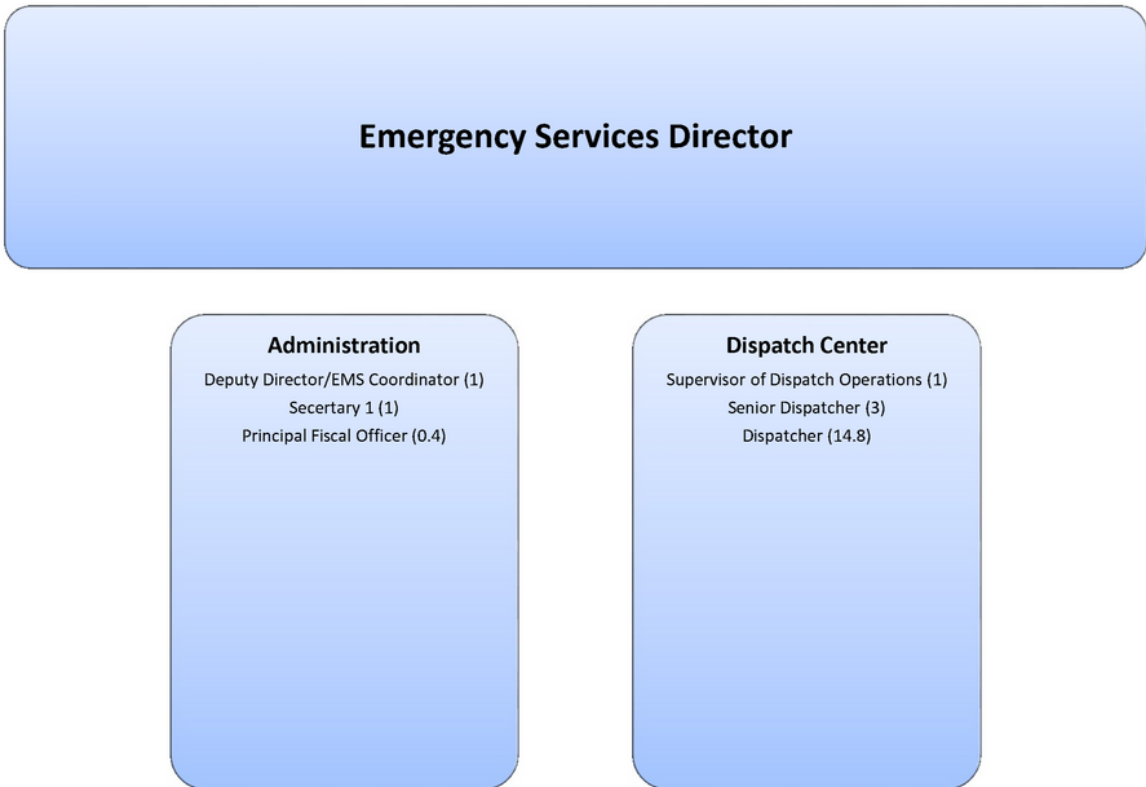 Emergency Services Director
Administration
Deputy Director/EMS Coordinator (1)
Secertary 1 (1)
Principal Fiscal Officer (0.4)
Dispatch Center
Supervisor of Dispatch Operations (1)
Senior Dispatcher (3)
Dispatcher (14.8)